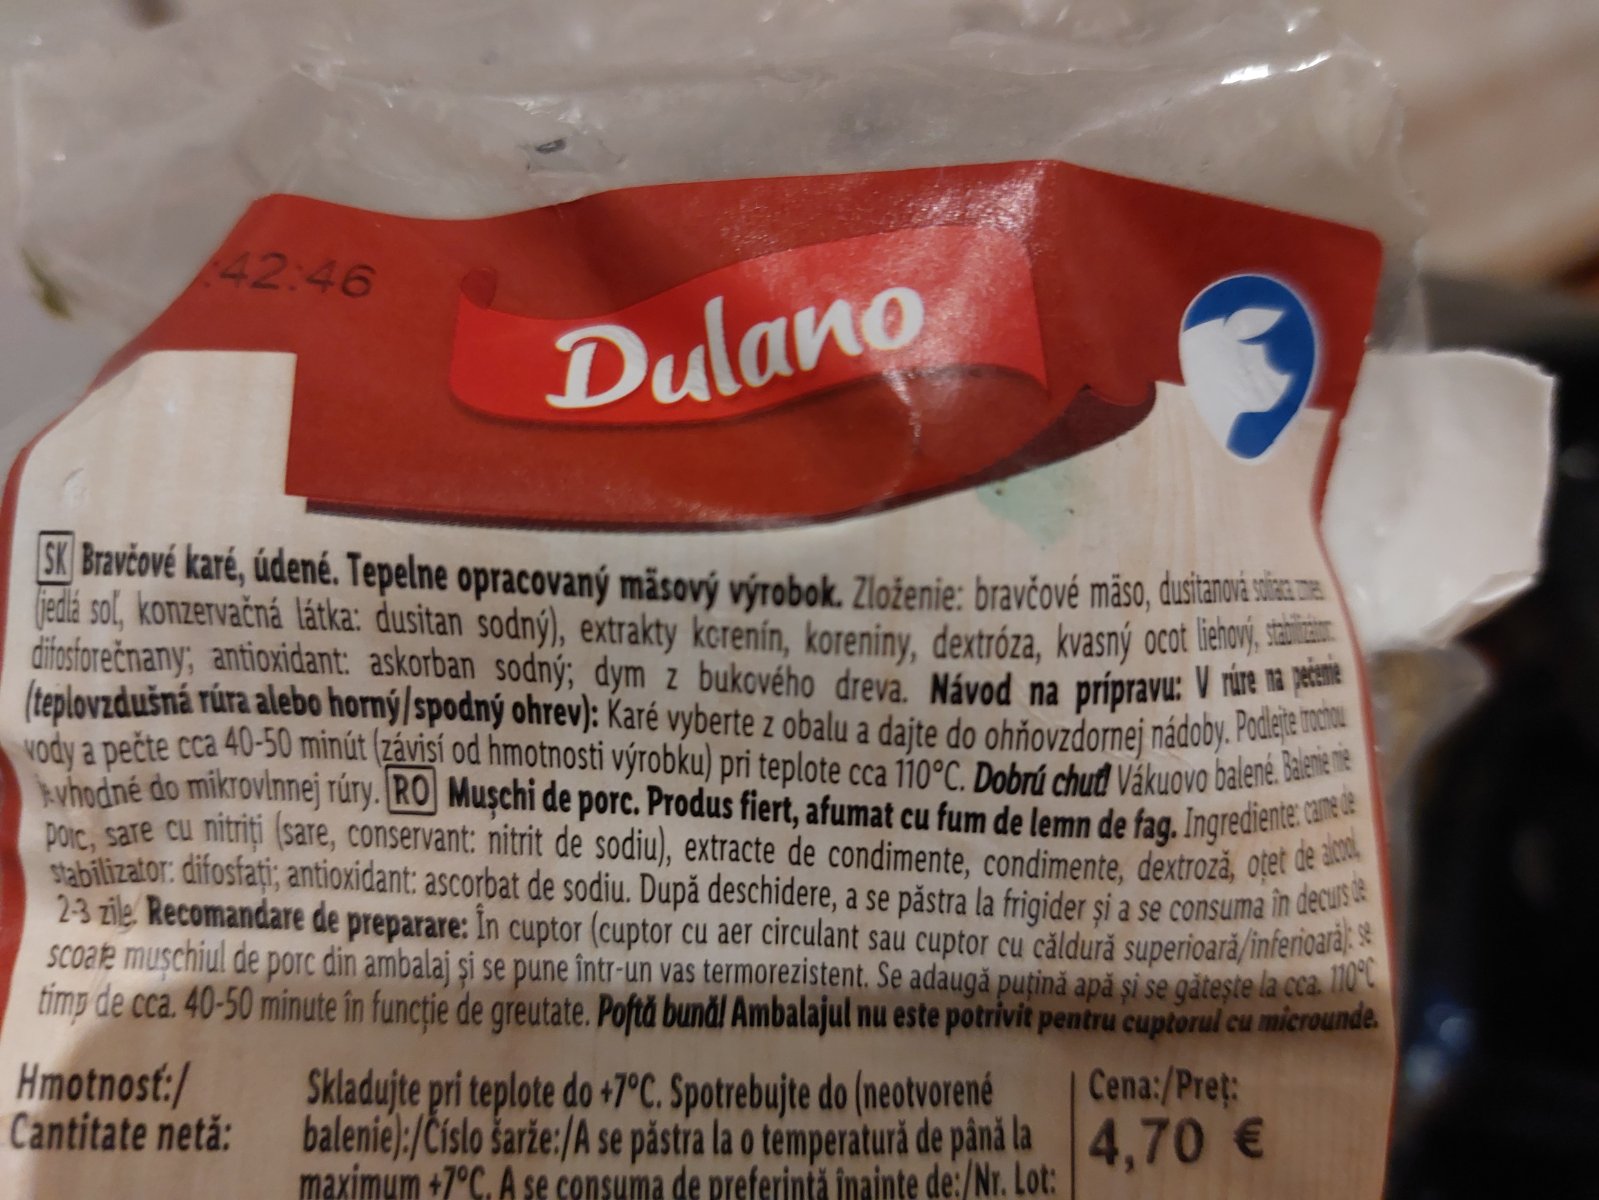 :42:46
Dulano
SK Bravčové karé, údené. Tepelne opracovaný mäsový výrobok. Zloženie: bravčové mäso, dusitanová soliaca zmes
(jedlá soľ, konzervačná látka: dusitan sodný), extrakty korenín, koreniny, dextróza, kvasný ocot liehový, stabilizátor:
difosforečnany; antioxidant: askorban sodný; dym z bukového dreva. Návod na prípravu: V rúre na pečenie
(teplovzdušná rúra alebo horný/spodný ohrev): Karé vyberte z obalu a dajte do ohňovzdornej nádoby. Podlejte trochou
vody a pečte cca 40-50 minút (závisí od hmotnosti výrobku) pri teplote cca 110°C. Dobrú chuť! Vákuovo balené. Balenie nie
je vhodné do mikrovlnnej rúry. RO Mușchi de porc. Produs fiert, afumat cu fum de lemn de fag. Ingrediente: carne de
porc, sare cu nitriți (sare, conservant: nitrit de sodiu), extracte de condimente, condimente, dextroză, oțet de alcool,
stabilizator: difosfați; antioxidant: ascorbat de sodiu. După deschidere, a se păstra la frigider și a se consuma în decurs de
2-3 zile. Recomandare de preparare: În cuptor (cuptor cu aer circulant sau cuptor cu căldură superioară/inferioară): se
scoate mușchiul de porc din ambalaj și se pune într-un vas termorezistent. Se adaugă puțină apă și se gătește la cca. 110°C
timp de cca. 40-50 minute în funcție de greutate. Poftă bună! Ambalajul nu este potrivit pentru cuptorul cu microunde.
Hmotnosť:/
Cantitate netă:
Skladujte pri teplote do +7°C. Spotrebujte do (neotvorené
balenie):/Číslo šarže:/A se păstra la o temperatură de până la
maximum +7°C. A se consuma de preferință înainte de:/Nr. Lot:
Cena:/Preț:
4,70 €